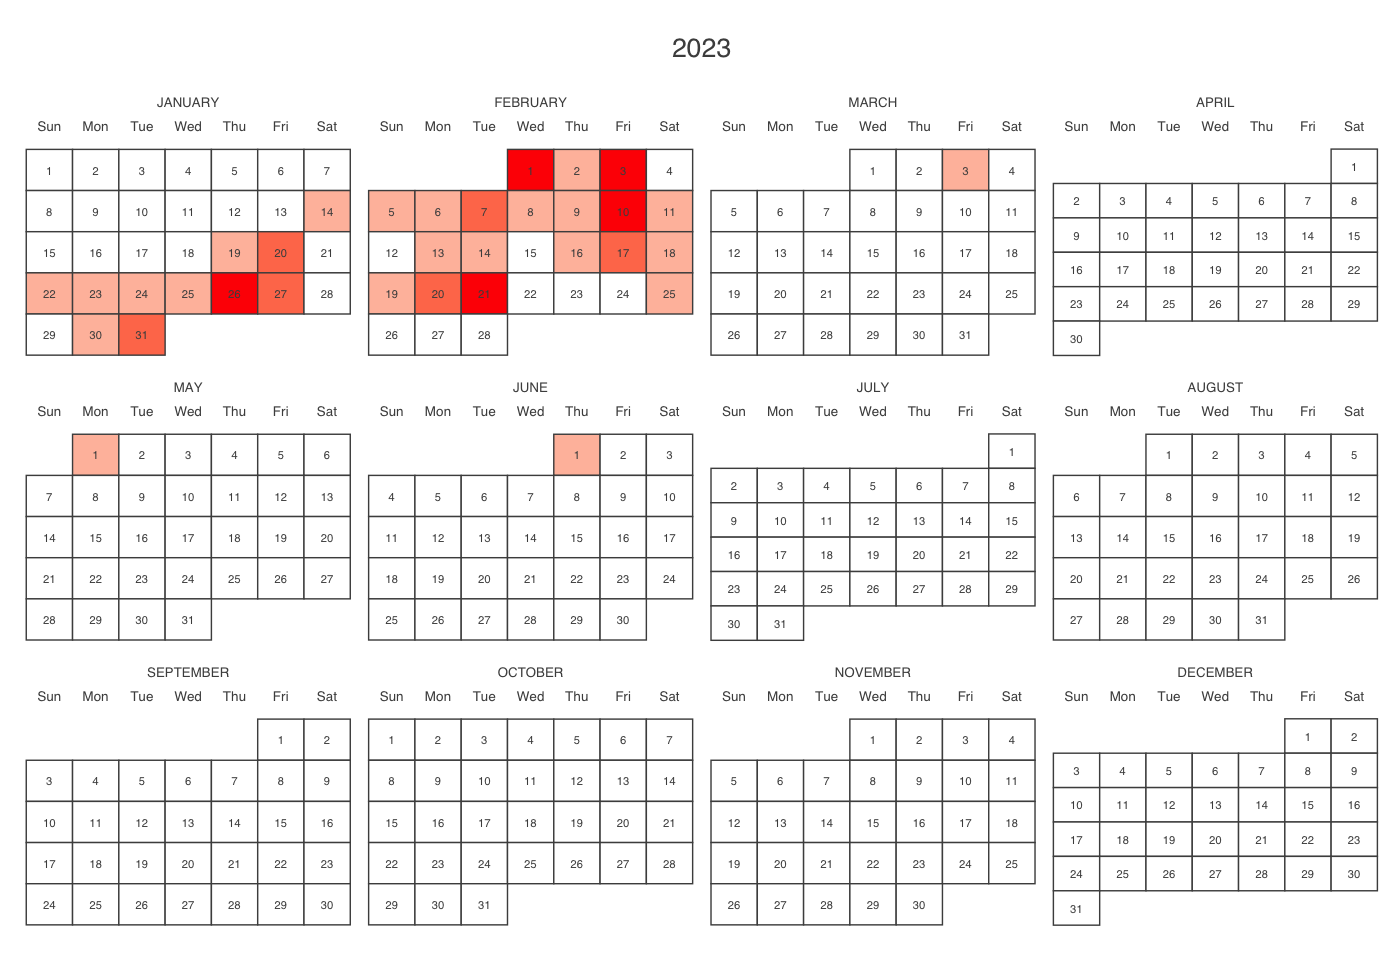 2023
JANUARY FEBRUARY MARCH APRIL
Sun Mon Tue Wed Thu Fri Sat Sun Mon Tue Wed Thu Fri Sat Sun Mon Tue Wed Thu Fri Sat Sun Mon Tue Wed Thu Fri Sat
1 2 3 4 5 6 7 1 2 3 4 1 2 3 4 1
8 9 10 11 12 13 14 5 6 7 8 9 10 11 5 6 7 8 9 10 11 2 3 4 5 6 7 8
15 16 17 18 19 20 21 12 13 14 15 16 17 18 12 13 14 15 16 17 18 9 10 11 12 13 14 15
22 23 24 25 26 27 28 19 20 21 22 23 24 25 19 20 21 22 23 24 25 16 17 18 19 20 21 22
29 30 31 26 27 28 26 27 28 29 30 31 23 24 25 26 27 28 29
30
MAY JUNE JULY AUGUST
Sun Mon Tue Wed Thu Fri Sat Sun Mon Tue Wed Thu Fri Sat Sun Mon Tue Wed Thu Fri Sat Sun Mon Tue Wed Thu Fri Sat
1 2 3 4 5 6 1 2 3 1 1 2 3 4 5
7 8 9 10 11 12 13 4 5 6 7 8 9 10 2 3 4 5 6 7 8 6 7 8 9 10 11 12
14 15 16 17 18 19 20 11 12 13 14 15 16 17 9 10 11 12 13 14 15 13 14 15 16 17 18 19
21 22 23 24 25 26 27 18 19 20 21 22 23 24 16 17 18 19 20 21 22 20 21 22 23 24 25 26
28 29 30 31 25 26 27 28 29 30 23 24 25 26 27 28 29 27 28 29 30 31
30 31
SEPTEMBER OCTOBER NOVEMBER DECEMBER
Sun Mon Tue Wed Thu Fri Sat Sun Mon Tue Wed Thu Fri Sat Sun Mon Tue Wed Thu Fri Sat Sun Mon Tue Wed Thu Fri Sat
1 2 1 2 3 4 5 6 7 1 2 3 4 1 2
3 4 5 6 7 8 9 8 9 10 11 12 13 14 5 6 7 8 9 10 11 3 4 5 6 7 8 9
10 11 12 13 14 15 16 15 16 17 18 19 20 21 12 13 14 15 16 17 18 10 11 12 13 14 15 16
17 18 19 20 21 22 23 22 23 24 25 26 27 28 19 20 21 22 23 24 25 17 18 19 20 21 22 23
24 25 26 27 28 29 30 29 30 31 26 27 28 29 30 24 25 26 27 28 29 30
31